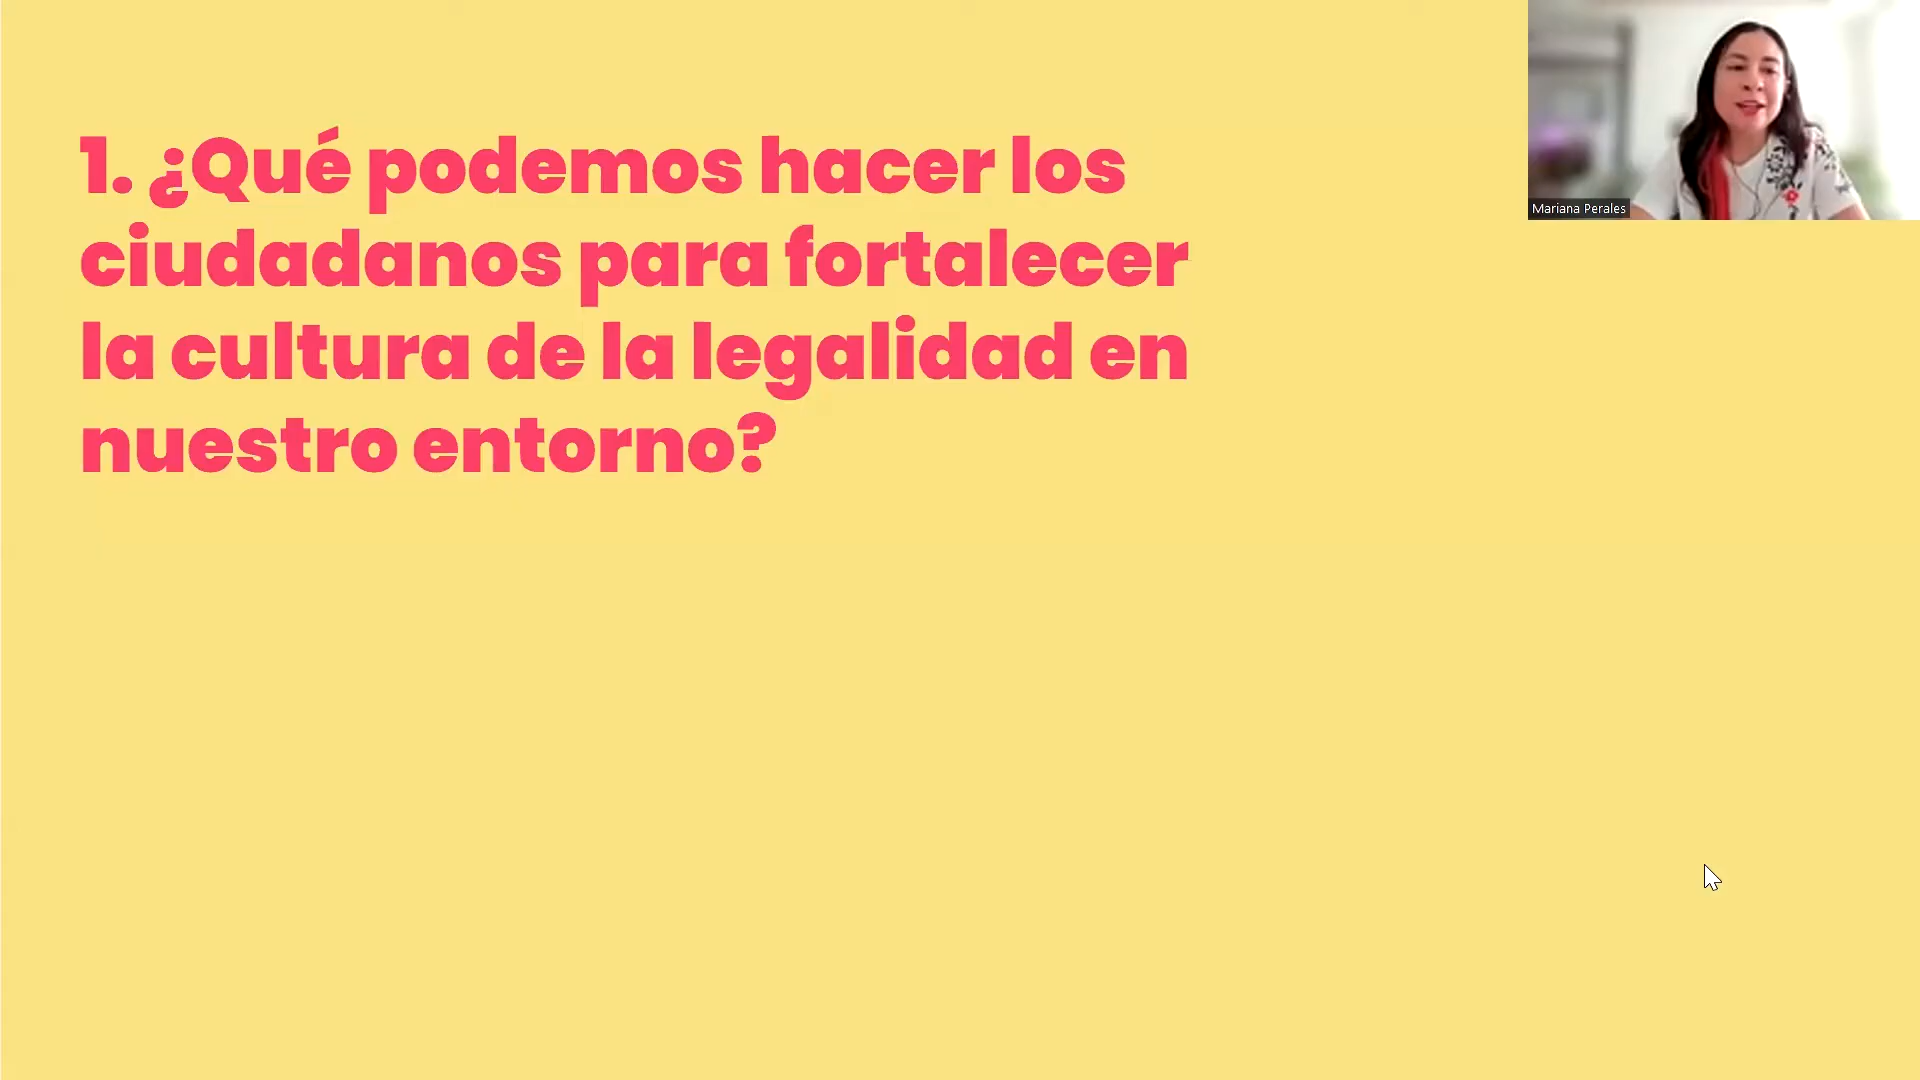 1. ¿Qué podemos hacer los
ciudadanos para fortalecer
la cultura de la legalidad en
nuestro entorno?
Mariana Perales